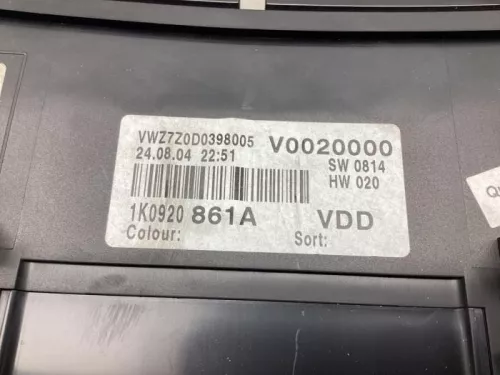 VWZ7Z0D0398005 V0020000
24.08.04 22:51 SW 0814
HW 020
1K0920 861A VDD
Colour: Sort: